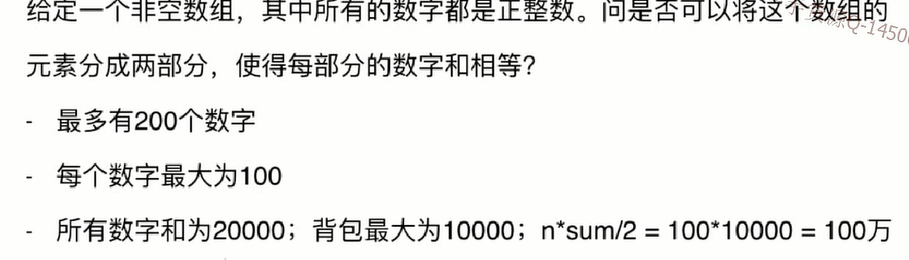 给定一个非空数组，其中所有的数字都是正整数。问是否可以将这个数组的
元素分成两部分，使得每部分的数字和相等？
- 最多有200个数字
- 每个数字最大为100
- 所有数字和为20000；背包最大为10000；n*sum/2 = 100*10000 = 100万